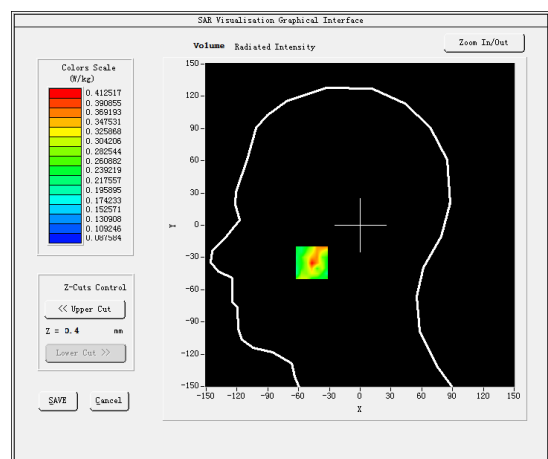 SAR Visualisation Graphical Interface
Volume Radiated Intensity
Zoom In/Out
Colors Scale
(W/kg)
0.412517
0.390855
0.369193
0.347531
0.325868
0.304206
0.282544
0.260882
0.239219
0.217557
0.195895
0.174233
0.152571
0.130908
0.109246
0.087584
Z-Cuts Control
<< Upper Cut
Z = 0.4 mm
Lower Cut >>
SAVE
Cancel
150
120
90
60
30
0
-30
-60
-90
-120
-150
Y
-150 -120 -90 -60 -30 0 30 60 90 120 150
X